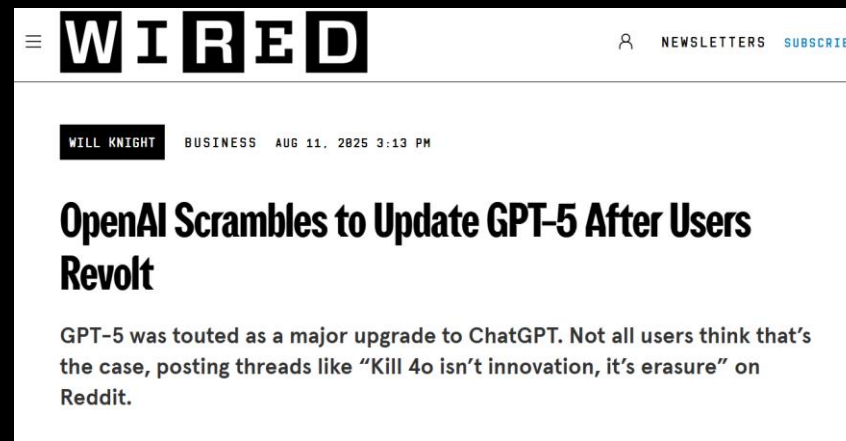 WIRED
NEWSLETTERS SUBSCRIBE
WILL KNIGHT BUSINESS AUG 11, 2025 3:13 PM
OpenAI Scrambles to Update GPT-5 After Users
Revolt
GPT-5 was touted as a major upgrade to ChatGPT. Not all users think that’s
the case, posting threads like “Kill 4o isn’t innovation, it’s erasure” on
Reddit.